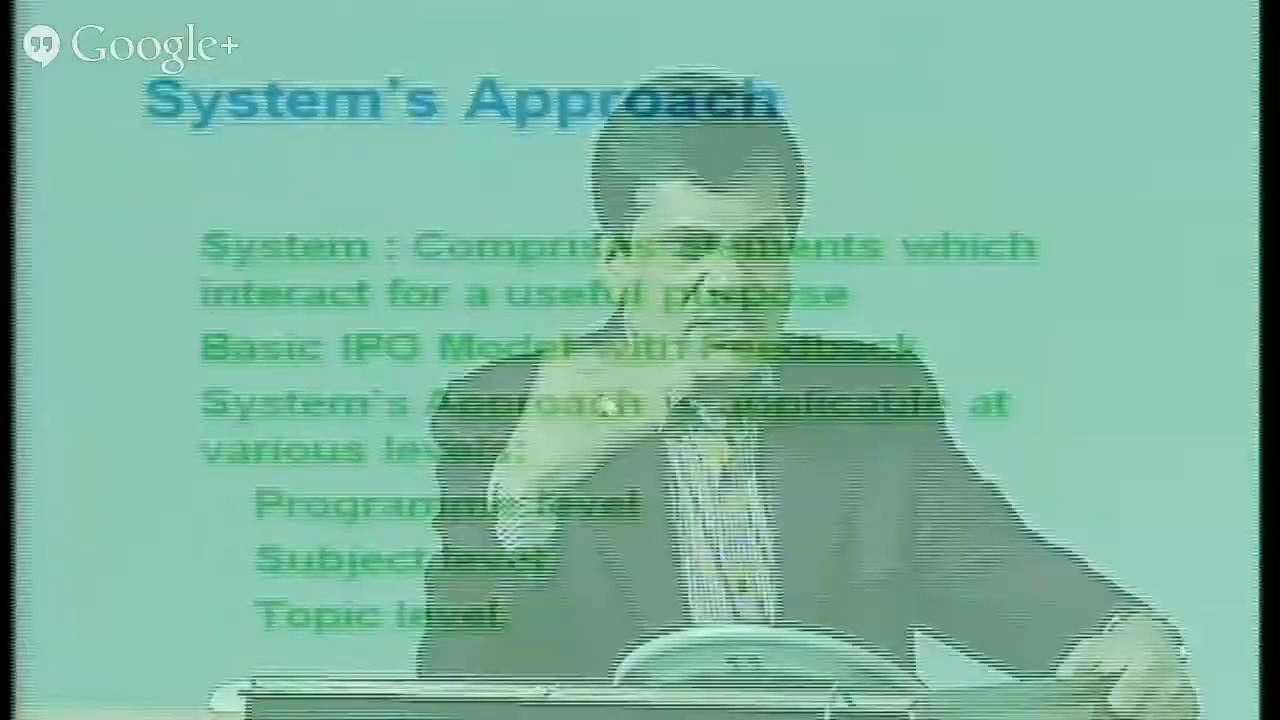 Google+
System's Approach
System : Comprises elements which
interact for a useful purpose
Basic IPO Model with Feedback
System's Approach is applicable at
various levels:
Programme level
Subject level
Topic level